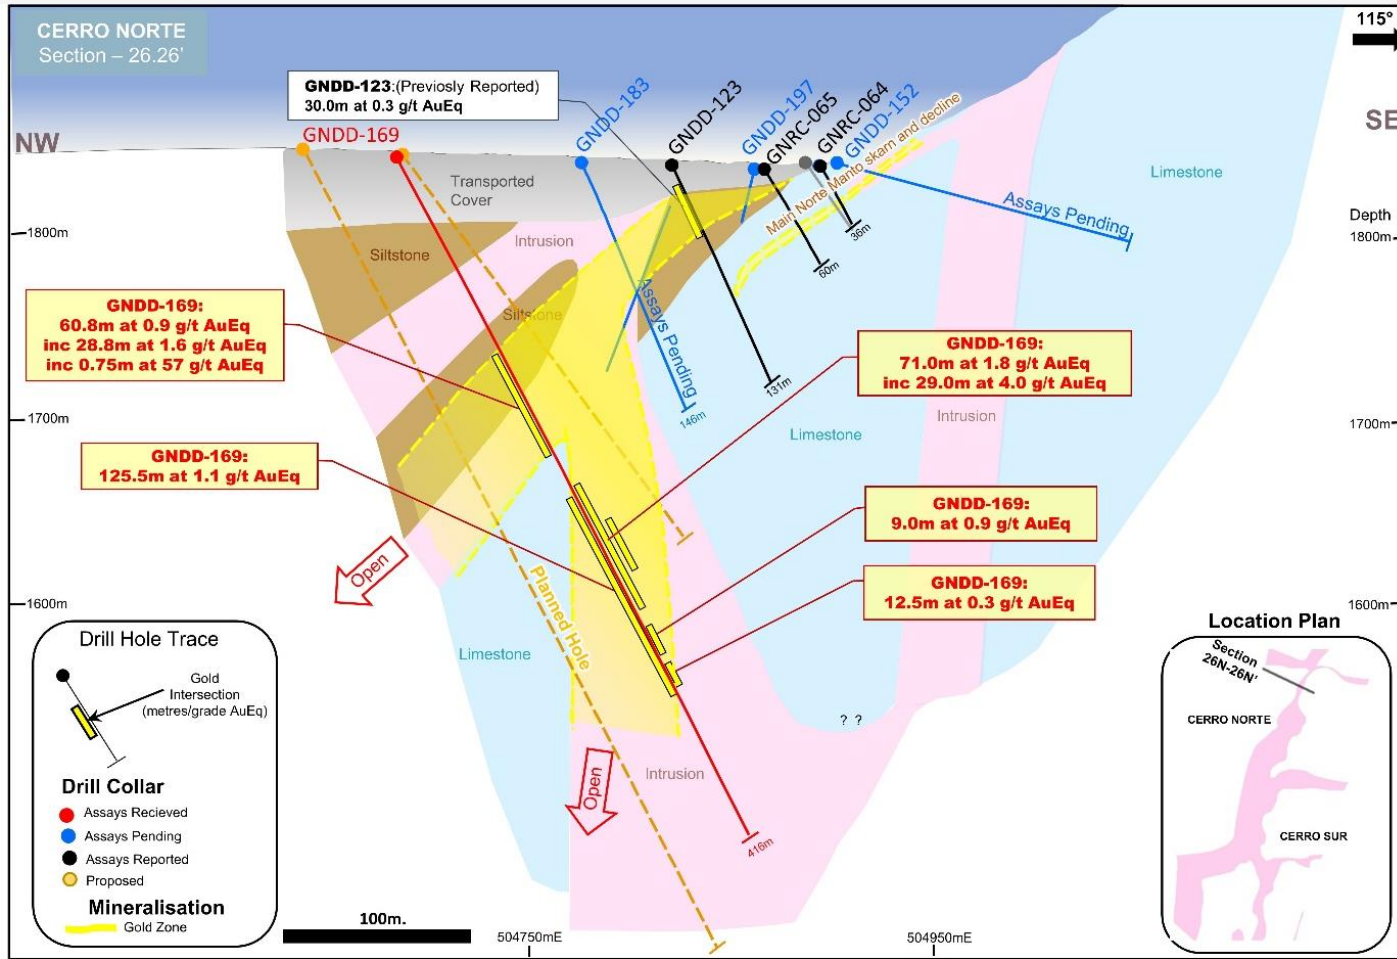 CERRO NORTE
Section – 26.26’
115°
NW
SE
GNDD-123:(Previosly Reported)
30.0m at 0.3 g/t AuEq
GNDD-169
GNDD-183
GNDD-123
GNDD-197
GNRC-065
GNRC-064
GNDD-152
Transported
Cover
Siltstone
Intrusion
Siltstone
Main Norte Manto skarn and decline
Limestone
Assays Pending
Assays Pending
36m
60m
131m
146m
Depth
1800m
1800m
1700m
1700m
1600m
1600m
GNDD-169:
60.8m at 0.9 g/t AuEq
inc 28.8m at 1.6 g/t AuEq
inc 0.75m at 57 g/t AuEq
GNDD-169:
71.0m at 1.8 g/t AuEq
inc 29.0m at 4.0 g/t AuEq
GNDD-169:
125.5m at 1.1 g/t AuEq
Limestone
Intrusion
GNDD-169:
9.0m at 0.9 g/t AuEq
GNDD-169:
12.5m at 0.3 g/t AuEq
Open
Planned Hole
Limestone
? ?
Intrusion
Open
416m
Drill Hole Trace
Gold
Intersection
(metres/grade AuEq)
Drill Collar
Assays Recieved
Assays Pending
Assays Reported
Proposed
Mineralisation
Gold Zone
100m.
504750mE
504950mE
Location Plan
Section
26N-26N’
CERRO NORTE
CERRO SUR